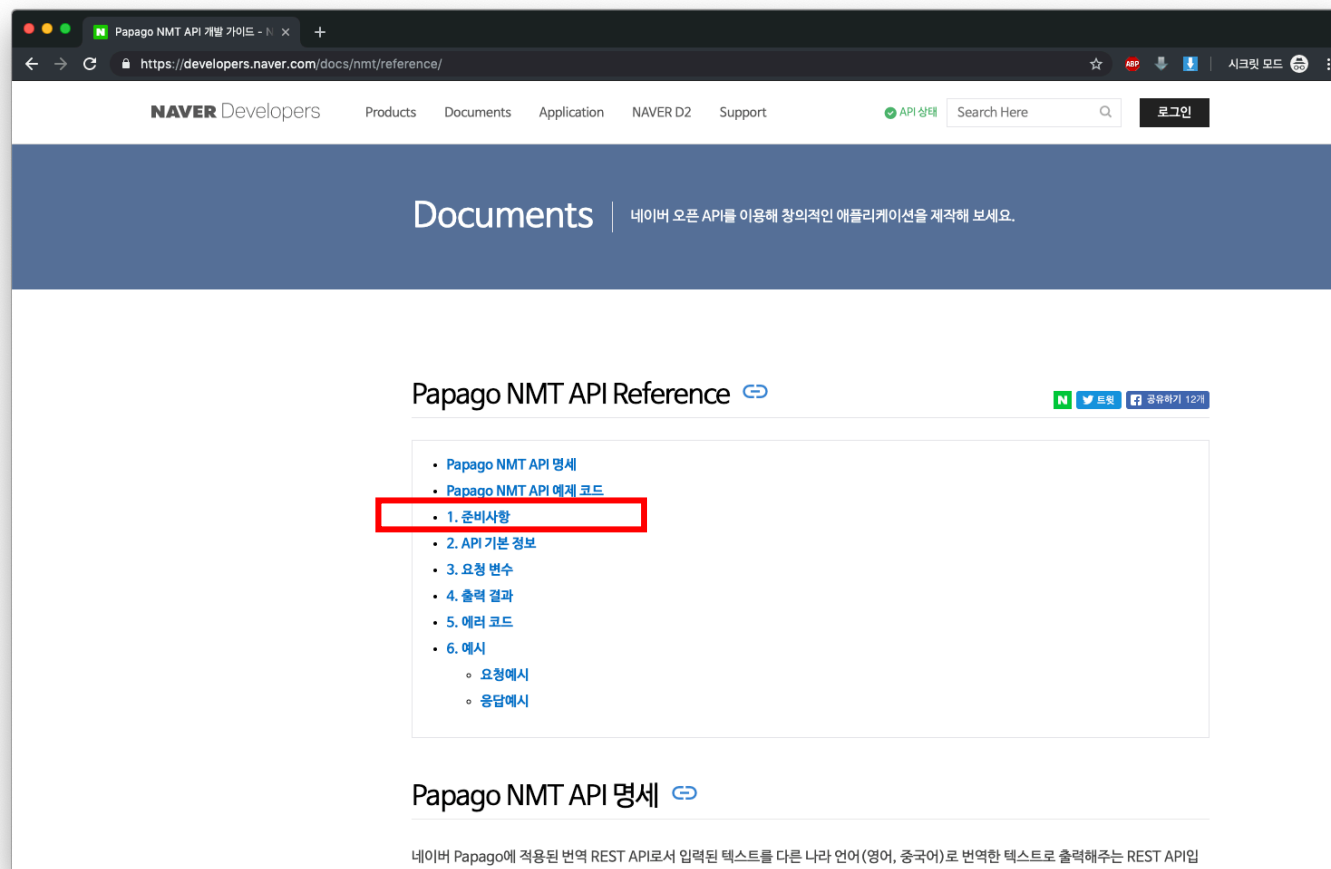 Papago NMT API 개발 가이드 - N
https://developers.naver.com/docs/nmt/reference/
ABP
시크릿 모드
NAVER Developers
Products
Documents
Application
NAVER D2
Support
API 상태
Search Here
로그인
Documents
네이버 오픈 API를 이용해 창의적인 애플리케이션을 제작해 보세요.
Papago NMT API Reference
N
트윗
공유하기 12개
Papago NMT API 명세
Papago NMT API 예제 코드
1. 준비사항
2. API 기본 정보
3. 요청 변수
4. 출력 결과
5. 에러 코드
6. 예시
요청예시
응답예시
Papago NMT API 명세
네이버 Papago에 적용된 번역 REST API로서 입력된 텍스트를 다른 나라 언어(영어, 중국어)로 번역한 텍스트로 출력해주는 REST API입